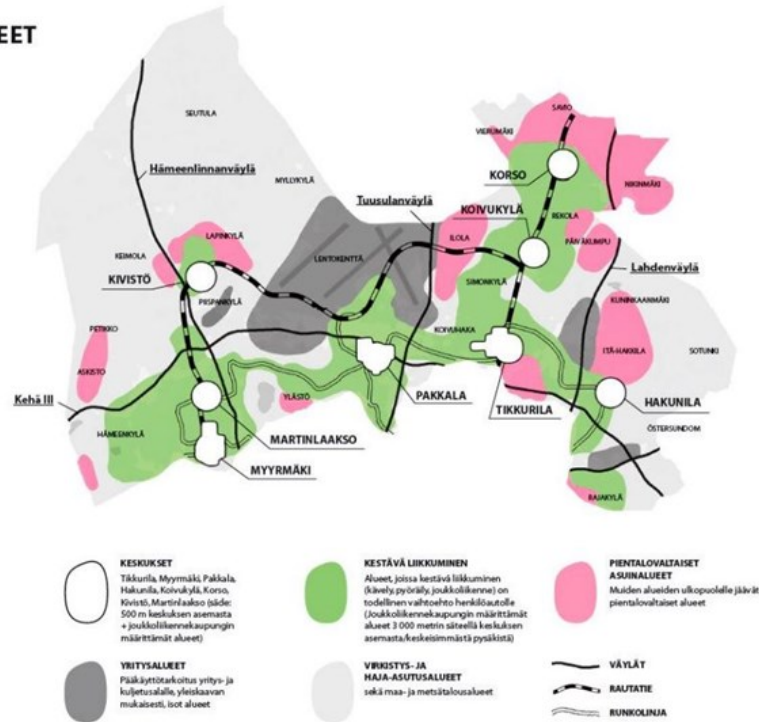 EET
SEUTULA
Hämeenlinnanväylä
MYLLYKYLÄ
VIERUMÄKI
SAVIO
KORSO
NIKINMÄKI
Tuusulanväylä
KOIVUKYLÄ
REKOLA
LAPINKYLÄ
KEIMOLA
ILOLA
PÄIVÄKUMPU
LENTOKENTTÄ
Lahdenväylä
KIVISTÖ
SIMONKYLÄ
PIISPANKYLÄ
KUNINKAANMÄKI
PETIKKO
KOIVUHAKA
ITÄ-HAKKILA
SOTUNKI
ASKISTO
PAKKALA
Kehä III
YLÄSTÖ
TIKKURILA
HAKUNILA
HÄMEENKYLÄ
MARTINLAAKSO
ÖSTERSUNDOM
MYYRMÄKI
RAJAKYLÄ
KESKUKSET
Tikkurila, Myyrmäki, Pakkala,
Hakunila, Koivukylä, Korso,
Kivistö, Martinlaakso (säde:
500 m keskuksen asemasta
+ joukkoliikennekaupungin
määrittämät alueet)
KESTÄVÄ LIIKKUMINEN
Alueet, joissa kestävä liikkuminen
(kävely, pyöräily, joukkoliikenne) on
todellinen vaihtoehto henkilöautolle
(Joukkoliikennekaupungin määrittämät
alueet 3 000 metrin säteellä keskuksen
asemasta/keskeisimmästä pysäkistä)
PIENTALOVALTAISET
ASUINALUEET
Muiden alueiden ulkopuolelle jäävät
pientalovaltaiset alueet
YRITYSALUEET
Pääkäyttötarkoitus yritys- ja
kuljetusalalle, yleiskaavan
mukaisesti, isot alueet
VIRKISTYS- JA
HAJA-ASUTUSALUEET
sekä maa- ja metsätalousalueet
VÄYLÄT
RAUTATIE
RUNKOLINJA